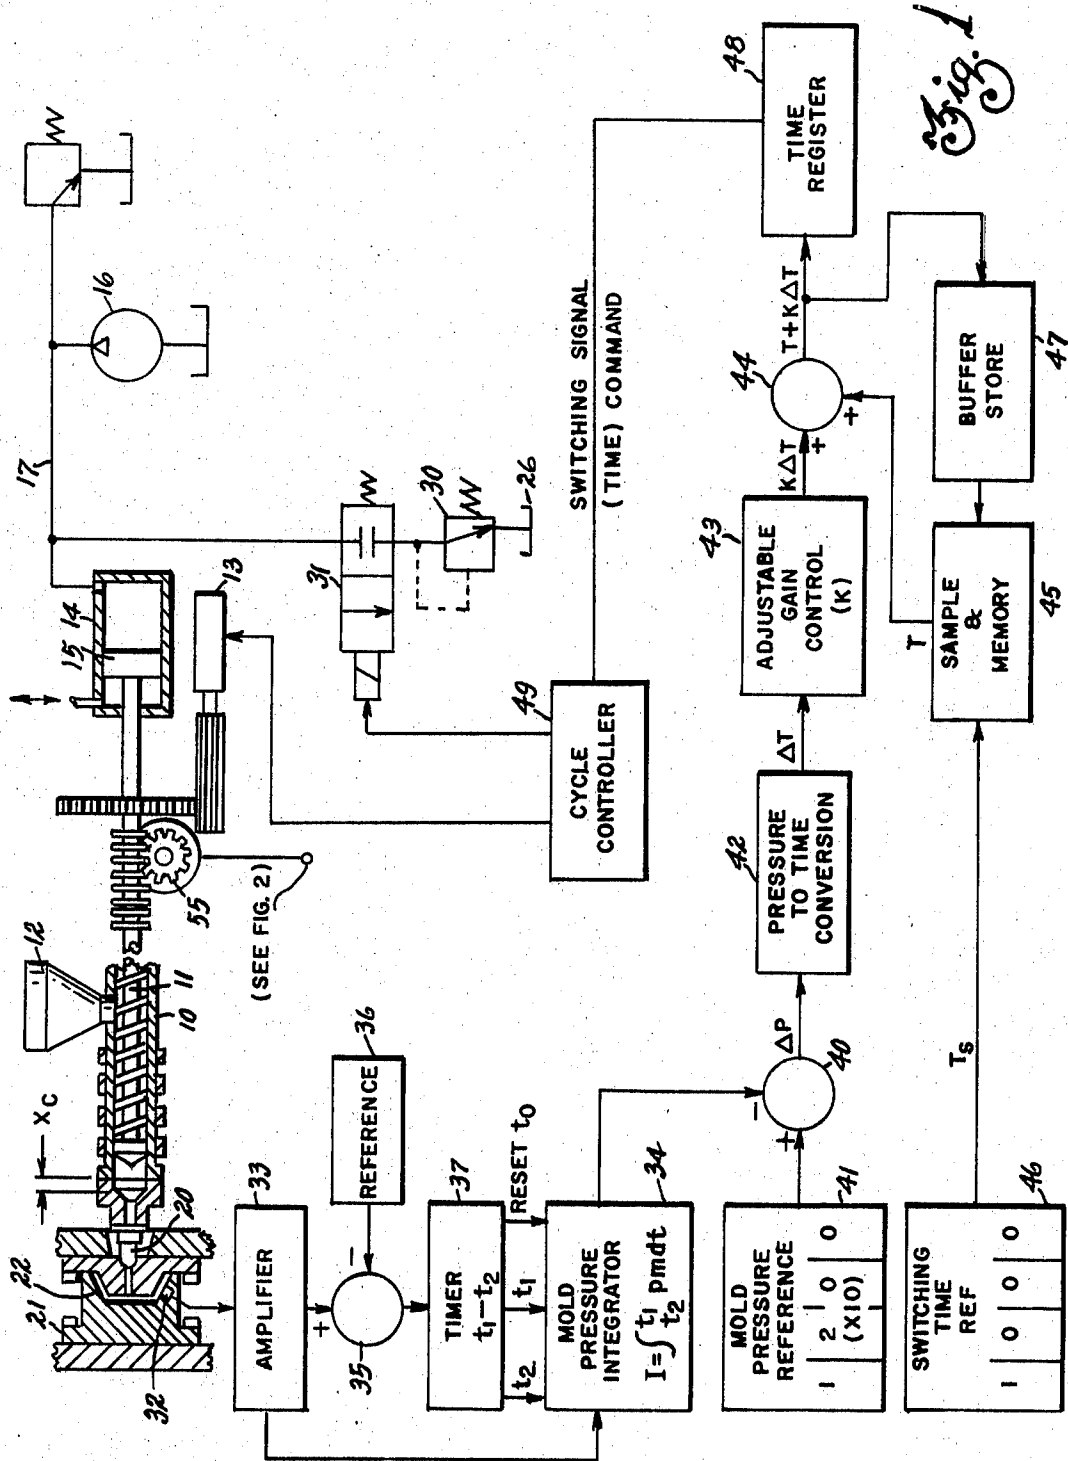 Fig. 1
21
22
20
32
X C
12
11
10
55
(SEE FIG. 2)
15
14
13
17
16
31
30
26
33
AMPLIFIER
+
-
35
36
REFERENCE
37
TIMER
t1-t2
t2
t1
RESET t0
34
MOLD
PRESSURE
INTEGRATOR
I=∫ t1 t2 pmdt
49
CYCLE
CONTROLLER
SWITCHING SIGNAL
(TIME) COMMAND
48
TIME
REGISTER
41
MOLD
PRESSURE
REFERENCE
1 2 0 0
(X10)
+
-
40
ΔP
42
PRESSURE
TO TIME
CONVERSION
ΔT
43
ADJUSTABLE
GAIN
CONTROL
(K)
KΔT
+
+
44
T+KΔT
46
SWITCHING
TIME
REF
1 0 0 0
TS
45
SAMPLE
&
MEMORY
T
47
BUFFER
STORE